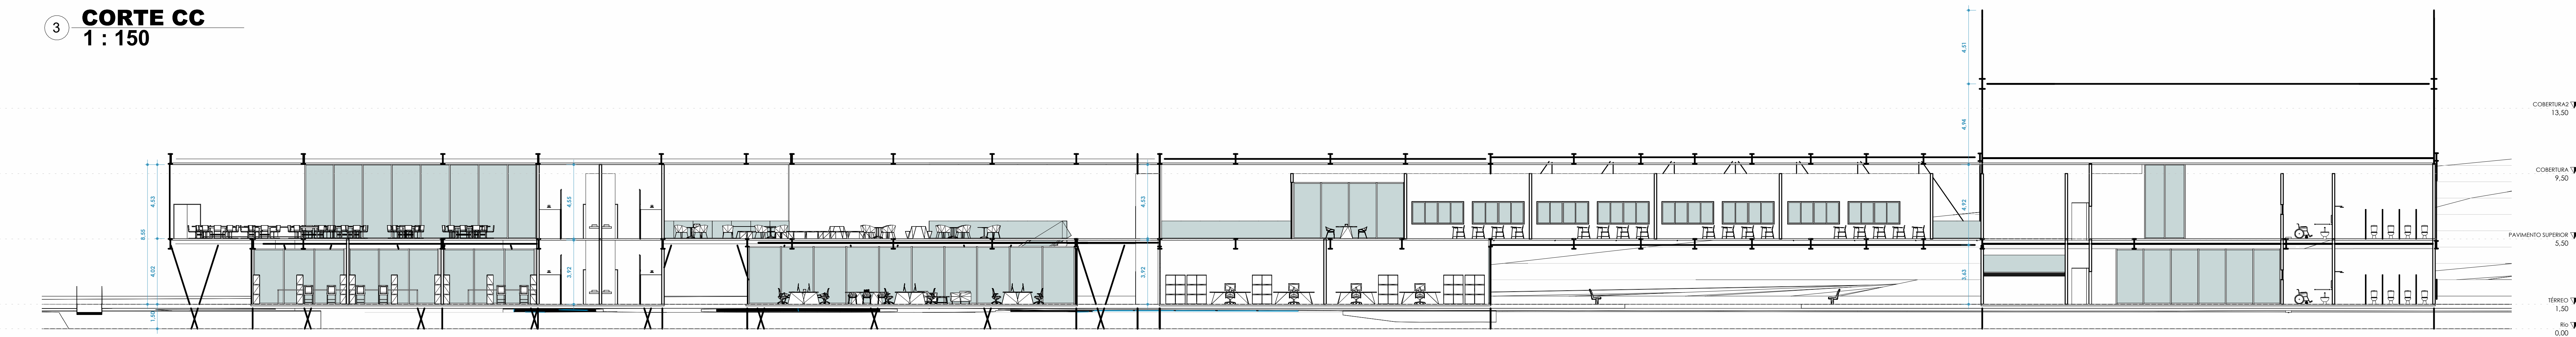 3
CORTE CC
1 : 150
4,51
4,94
COBERTURA2
13,50
COBERTURA
9,50
4,53
4,51
4,53
4,92
8,55
PAVIMENTO SUPERIOR
5,50
4,02
3,92
3,92
3,63
TÉRREO
1,50
1,50
Rio
0,00